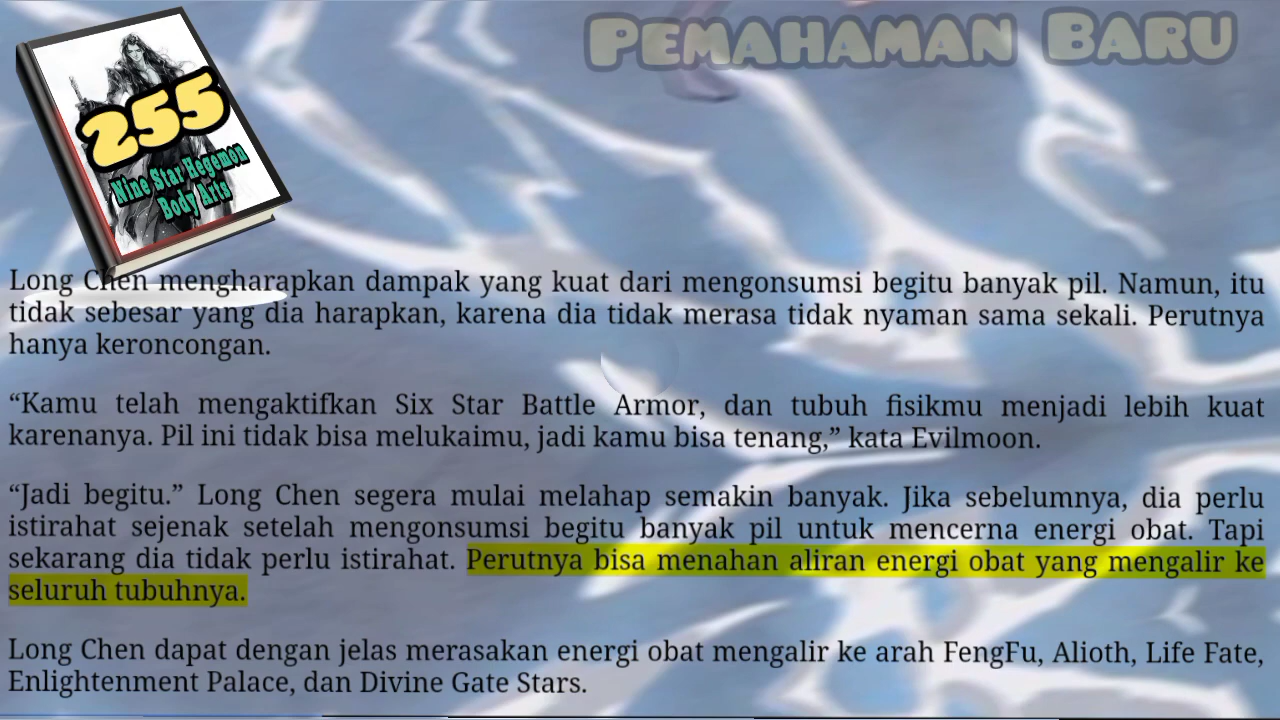 Pemahaman Baru
255
Nine Star Hegemon
Body Arts
Long Chen mengharapkan dampak yang kuat dari mengonsumsi begitu banyak pil. Namun, itu
tidak sebesar yang dia harapkan, karena dia tidak merasa tidak nyaman sama sekali. Perutnya
hanya keroncongan.
“Kamu telah mengaktifkan Six Star Battle Armor, dan tubuh fisikmu menjadi lebih kuat
karenanya. Pil ini tidak bisa melukaimu, jadi kamu bisa tenang,” kata Evilmoon.
“Jadi begitu.” Long Chen segera mulai melahap semakin banyak. Jika sebelumnya, dia perlu
istirahat sejenak setelah mengonsumsi begitu banyak pil untuk mencerna energi obat. Tapi
sekarang dia tidak perlu istirahat. Perutnya bisa menahan aliran energi obat yang mengalir ke
seluruh tubuhnya.
Long Chen dapat dengan jelas merasakan energi obat mengalir ke arah FengFu, Alioth, Life Fate,
Enlightenment Palace, dan Divine Gate Stars.